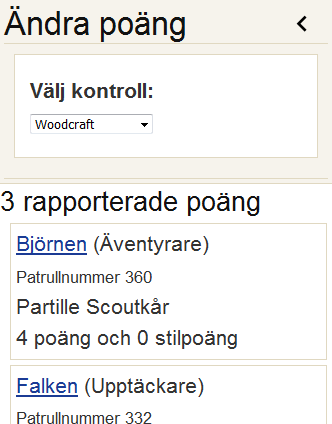 Ändra poäng
Välj kontroll:
Woodcraft
3 rapporterade poäng
Björnen (Äventyrare)
Patrullnummer 360
Partille Scoutkår
4 poäng och 0 stilpoäng
Falken (Upptäckare)
Patrullnummer 332